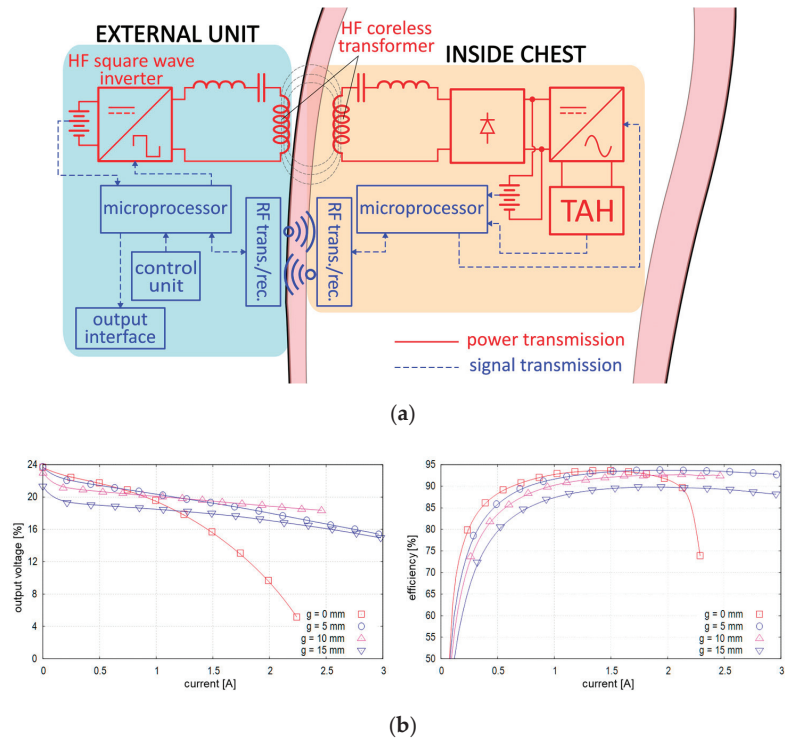 EXTERNAL UNIT
HF coreless
transformer
INSIDE CHEST
HF square wave
inverter
microprocessor
RF trans./rec.
RF trans./rec.
microprocessor
TAH
control
unit
output
interface
power transmission
signal transmission
(a)
24
20
16
12
8
4
0
output voltage [%]
g = 0 mm
g = 5 mm
g = 10 mm
g = 15 mm
0 0.5 1 1.5 2 2.5 3
current [A]
95
90
85
80
75
70
65
60
55
50
efficiency [%]
g = 0 mm
g = 5 mm
g = 10 mm
g = 15 mm
0 0.5 1 1.5 2 2.5 3
current [A]
(b)